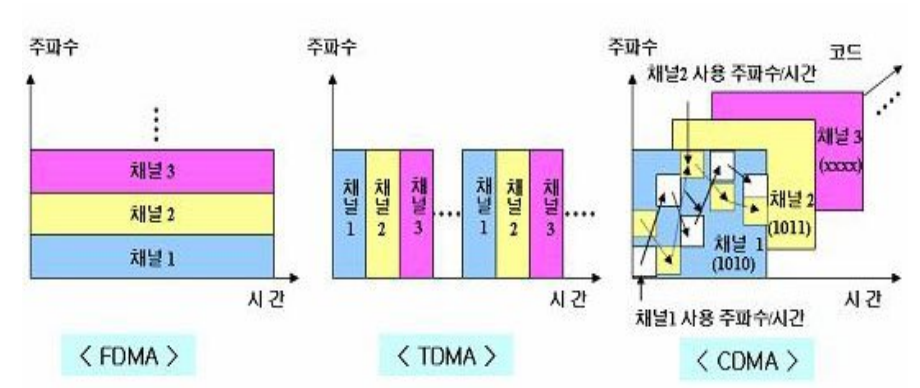 주파수
채널 3
채널 2
채널 1
시 간
< FDMA >
주파수
채널 1
채널 2
채널 3
채널 1
채널 2
채널 3
시 간
< TDMA >
주파수
코드
채널2 사용 주파수/시간
채널 3
(xxxx)
채널 2
(1011)
채널 1
(1010)
시 간
채널1 사용 주파수/시간
< CDMA >